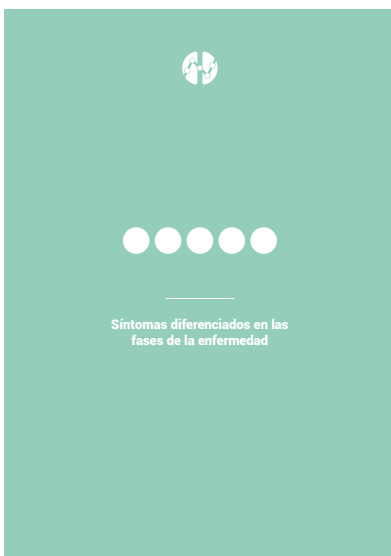 Síntomas diferenciados en las
fases de la enfermedad